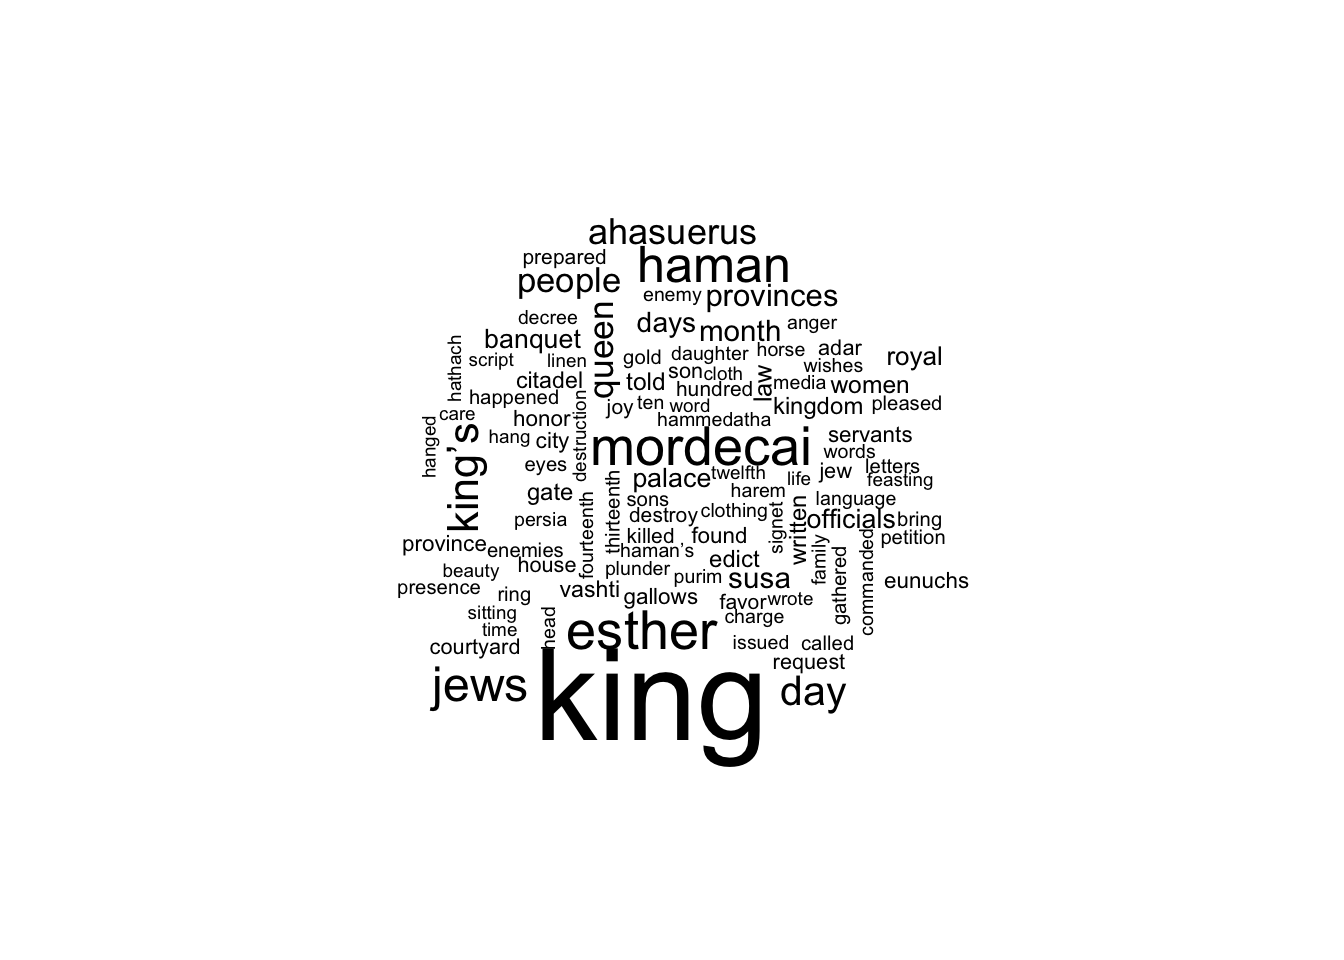 ahasuerus
prepared
haman
people
enemy
provinces
queen
decree
days
month
anger
banquet
hathach
script
linen
gold
daughter
horse
adar
royal
wishes
citadel
told
son
cloth
law
media
women
hundred
happened
joy
ten
word
kingdom
pleased
care
honor
destruction
hammedatha
hanged
king’s
hang
city
mordecai
servants
words
eyes
palace
twelfth
life
jew
letters
feasting
gate
fourteenth
thirteenth
sons
harem
language
persia
destroy
clothing
signet
written
officials
bring
province
enemies
killed
,
found
family
gathered
commanded
petition
haman’s
house
edict
beauty
plunder
purim
susa
eunuchs
presence
ring
vashti
gallows
favor
wrote
sitting
head
charge
time
esther
courtyard
issued
called
request
jews
king
day